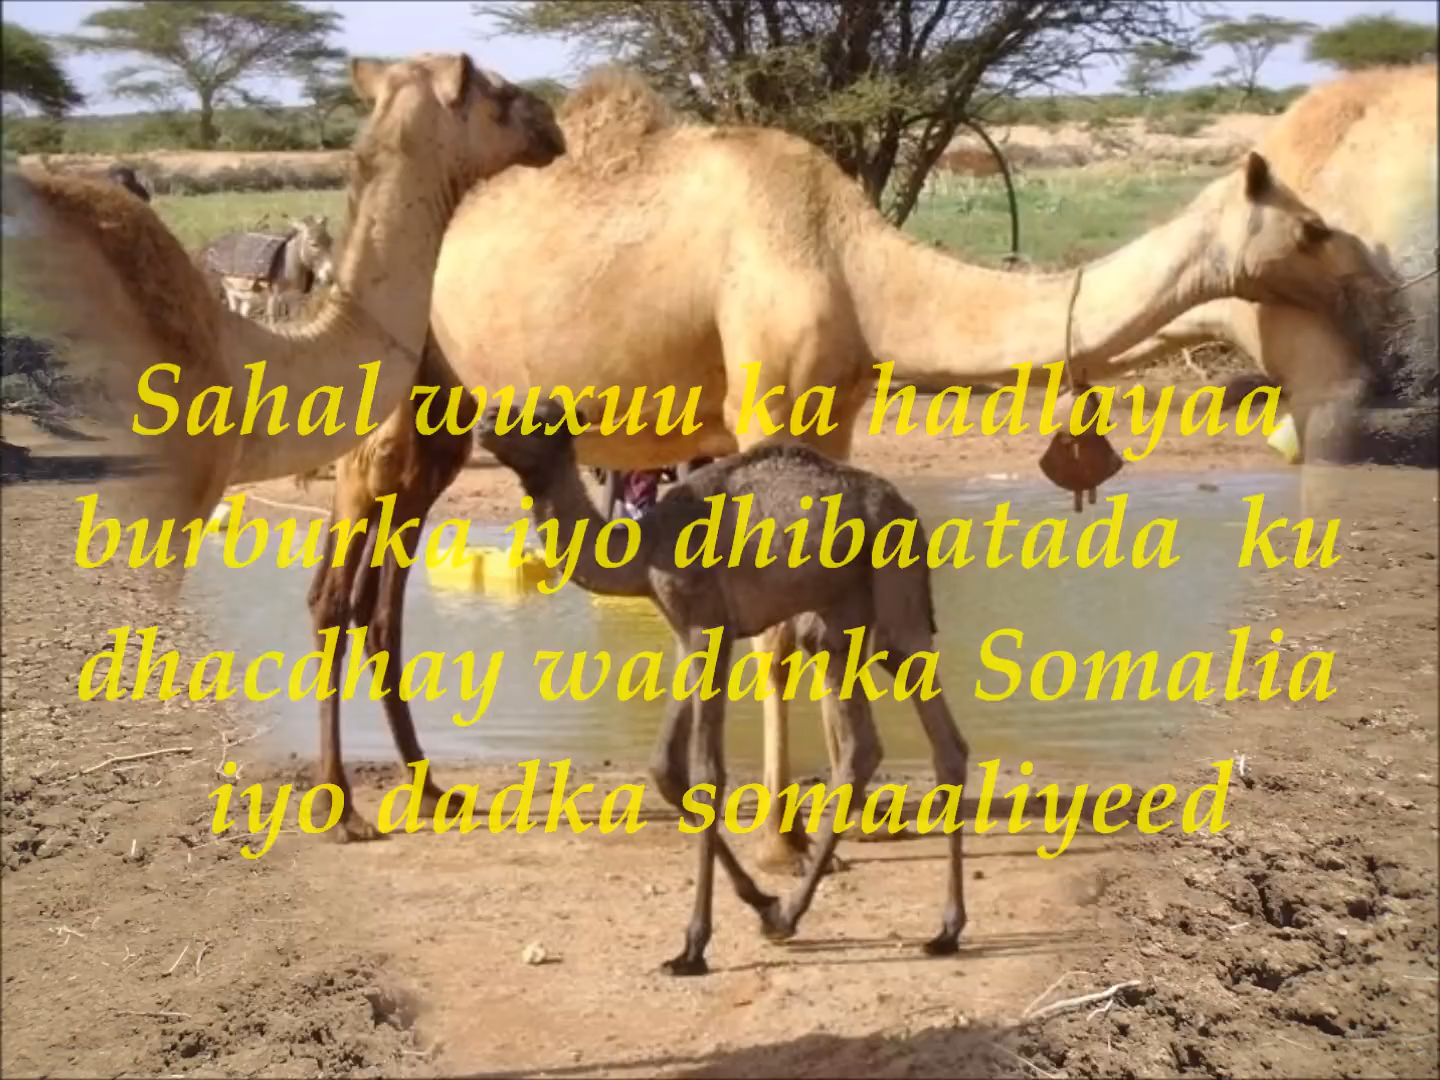 Sahal wuxuu ka hadlayaa
burburka iyo dhibaatada ku
dhacdhay wadanka Somalia
iyo dadka somaaliyeed